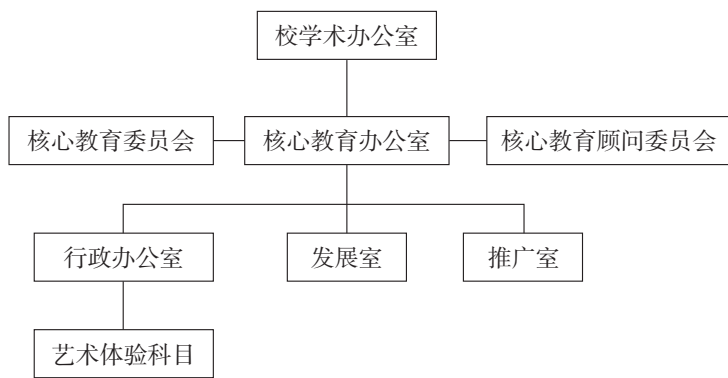 校学术办公室
核心教育委员会
核心教育办公室
核心教育顾问委员会
行政办公室
发展室
推广室
艺术体验科目